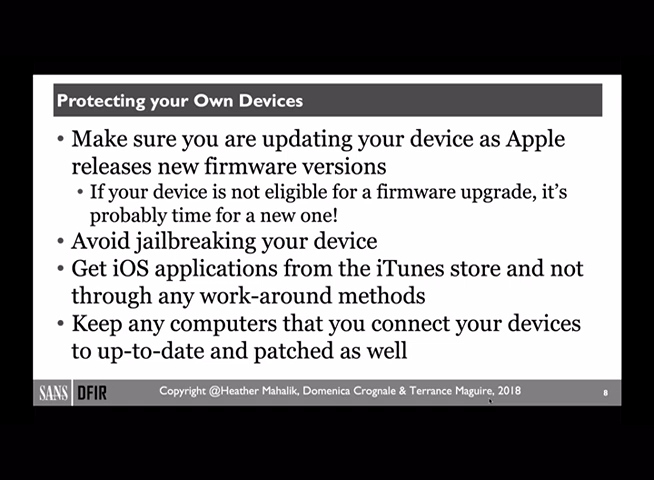 Protecting your Own Devices
• Make sure you are updating your device as Apple
releases new firmware versions
• If your device is not eligible for a firmware upgrade, it's
probably time for a new one!
• Avoid jailbreaking your device
• Get iOS applications from the iTunes store and not
through any work-around methods
• Keep any computers that you connect your devices
to up-to-date and patched as well
SANS DFIR Copyright @Heather Mahalik, Domenica Crognale & Terrance Maguire, 2018 8